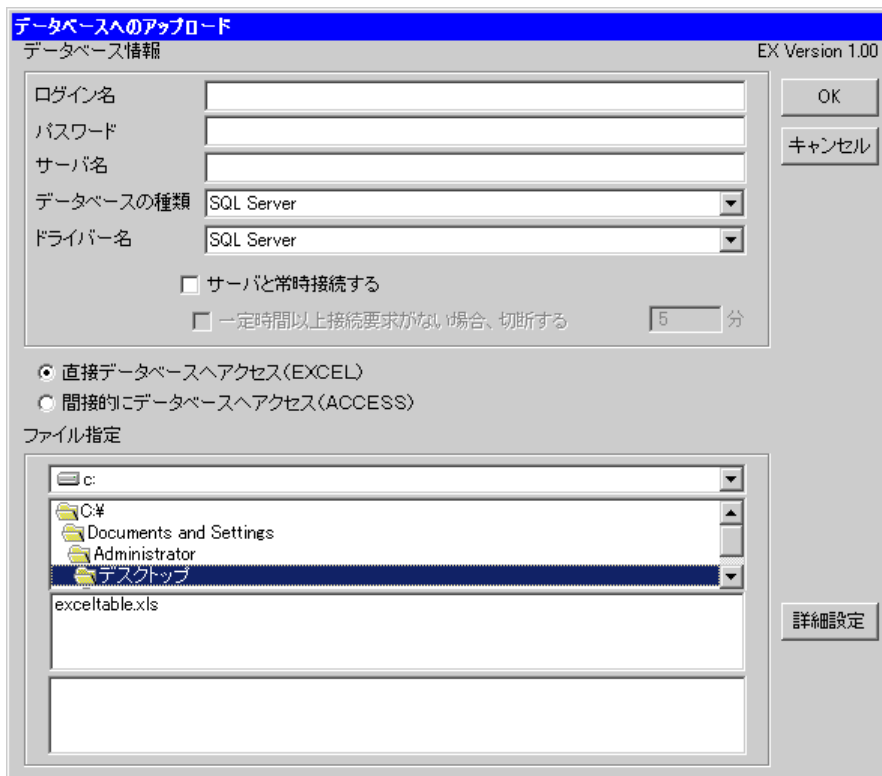 データベースへのアップロード
データベース情報
EX Version 1.00
ログイン名
OK
パスワード
キャンセル
サーバ名
データベースの種類 SQL Server
ドライバー名 SQL Server
サーバと常時接続する
一定時間以上接続要求がない場合、切断する 5 分
直接データベースへアクセス(EXCEL)
間接的にデータベースへアクセス(ACCESS)
ファイル指定
c:
C:¥
Documents and Settings
Administrator
デスクトップ
exceltable.xls
詳細設定